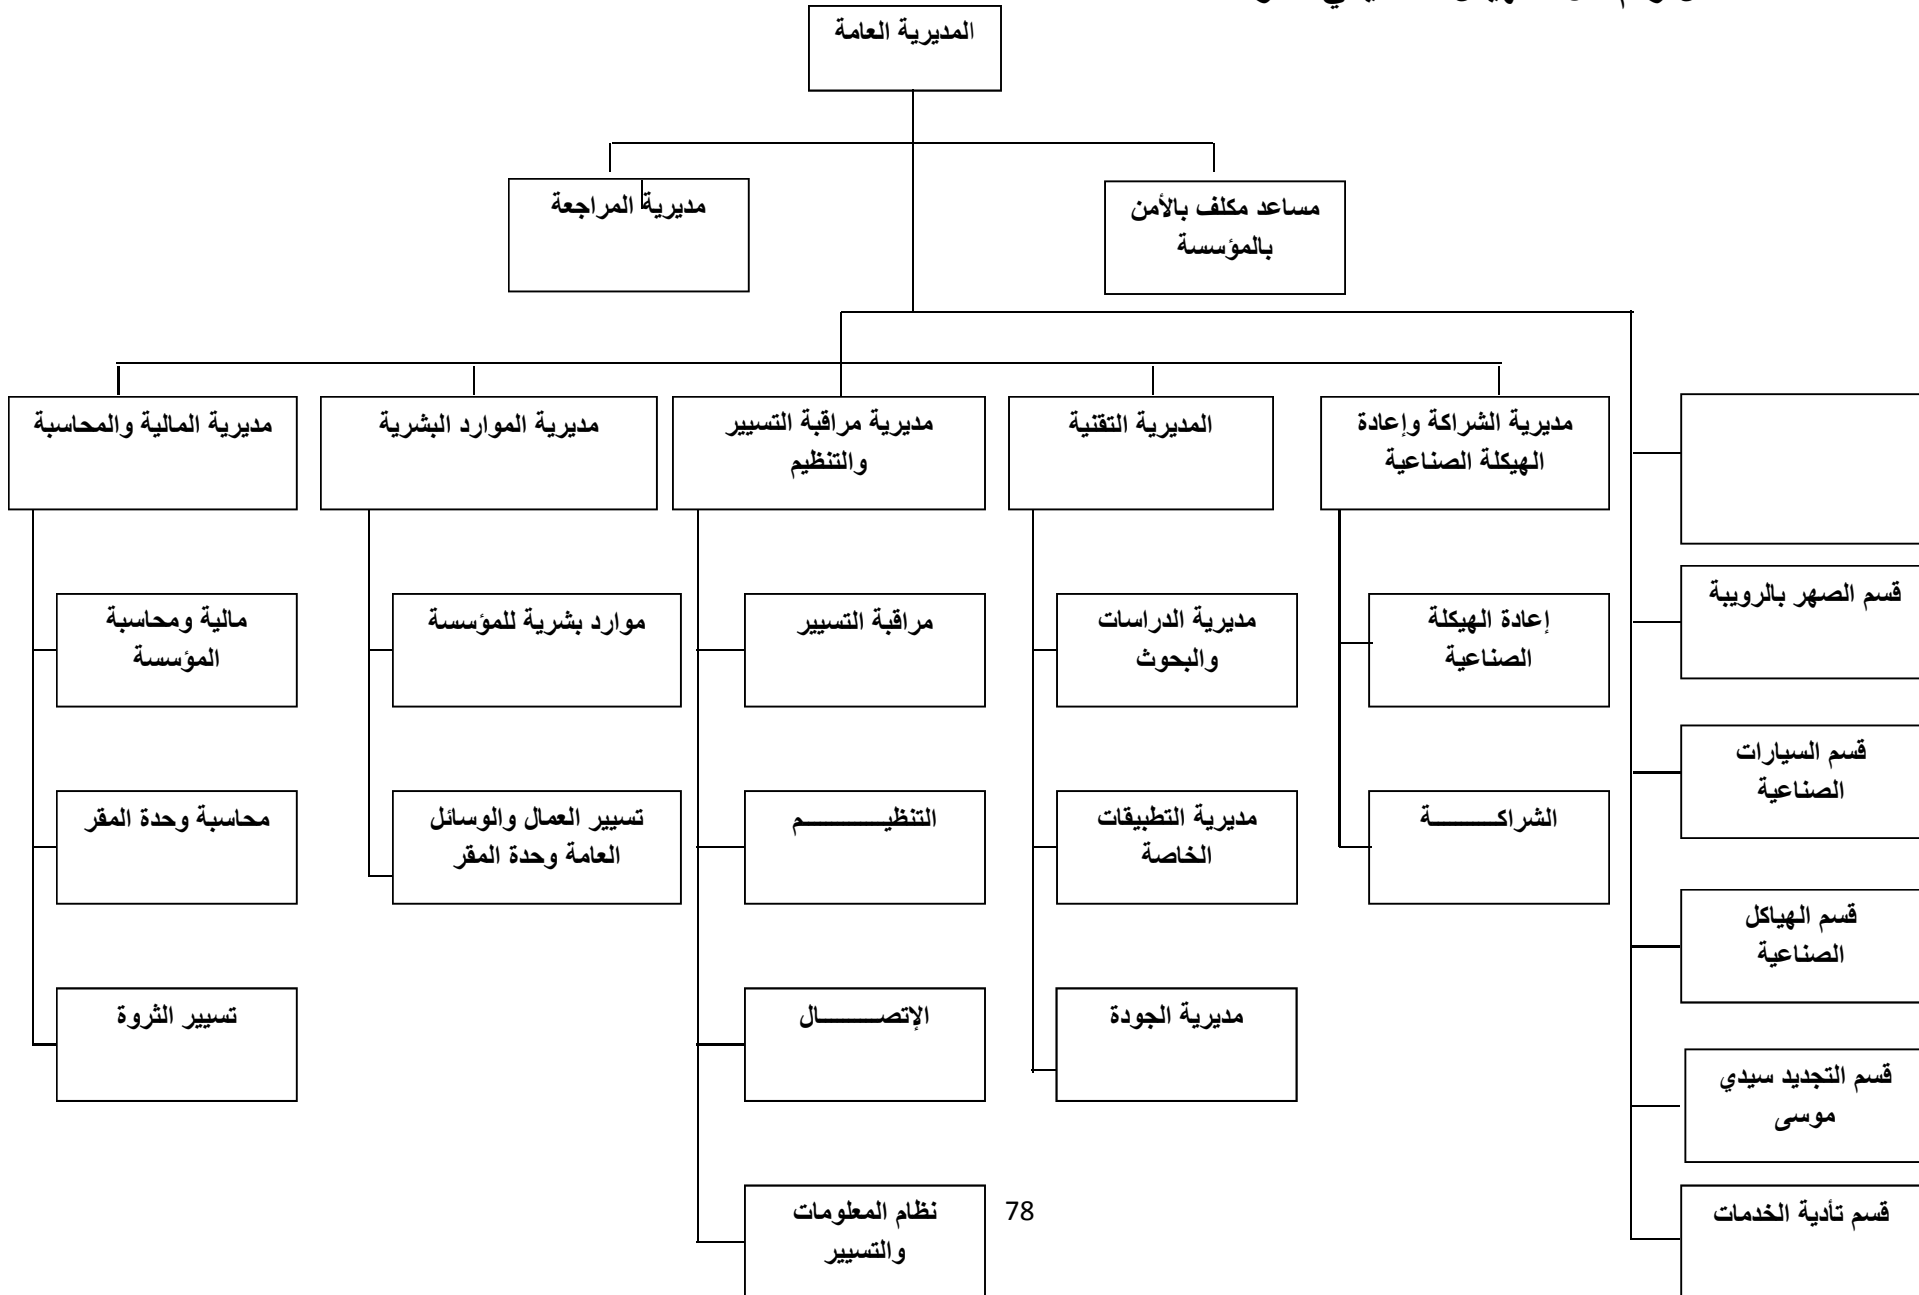 المديرية العامة
مساعد مكلف بالأمن
بالمؤسسة
مديرية المراجعة
مديرية الشراكة وإعادة
الهيكلة الصناعية
المديرية التقنية
مديرية مراقبة التسيير
والتنظيم
مديرية الموارد البشرية
مديرية المالية والمحاسبة
قسم الصهر بالرويبة
إعادة الهيكلة
الصناعية
مديرية الدراسات
والبحوث
مراقبة التسيير
موارد بشرية للمؤسسة
مالية ومحاسبة
المؤسسة
قسم السيارات
الصناعية
الشراكــــــــــة
مديرية التطبيقات
الخاصة
التنظيـــــــــــــم
تسيير العمال والوسائل
العامة وحدة المقر
محاسبة وحدة المقر
قسم الهياكل
الصناعية
مديرية الجودة
الإتصـــــــــال
تسيير الثروة
قسم التجديد سيدي
موسى
قسم تأدية الخدمات
نظام المعلومات
والتسيير
78